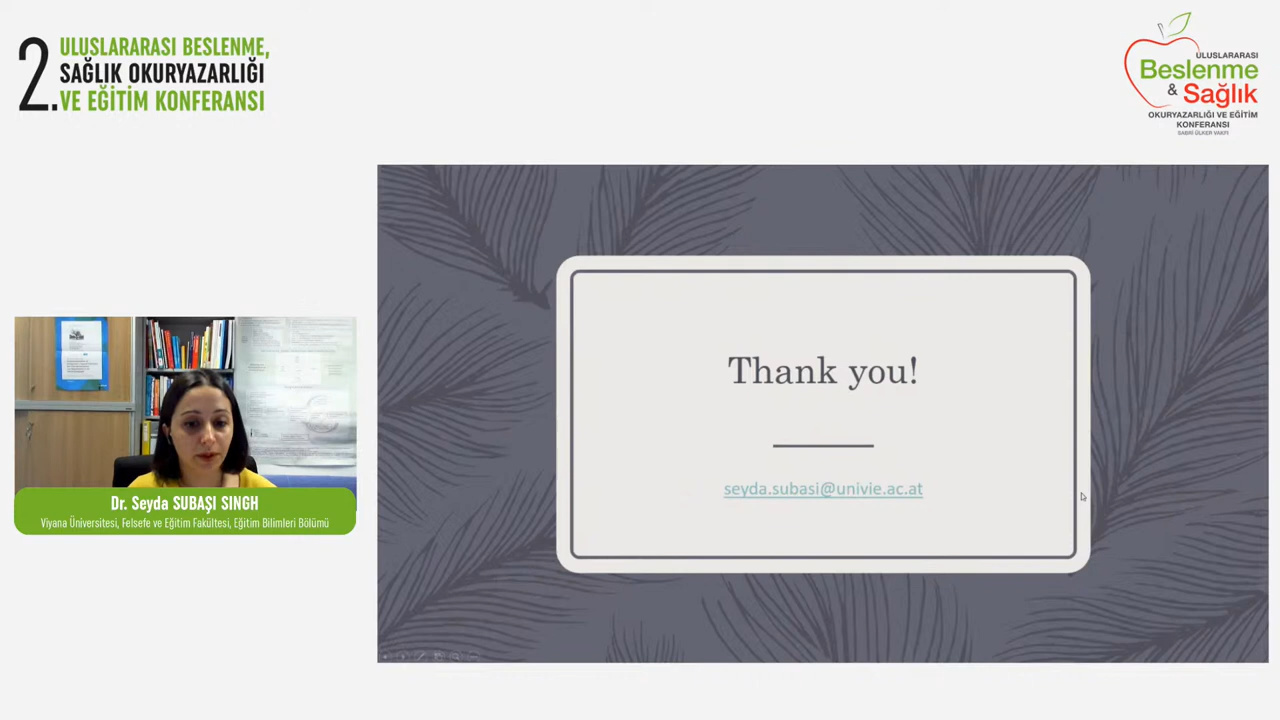 2.
ULUSLARARASI BESLENME,
SAĞLIK OKURYAZARLIĞI
VE EĞİTİM KONFERANSI
ULUSLARARASI
Beslenme
& Sağlık
OKURYAZARLIĞI VE EĞİTİM
KONFERANSI
SABRİ ÜLKER VAKFI
Thank you!
seyda.subasi@univie.ac.at
Dr. Seyda SUBAŞI SINGH
Viyana Üniversitesi, Felsefe ve Eğitim Fakültesi, Eğitim Bilimleri Bölümü